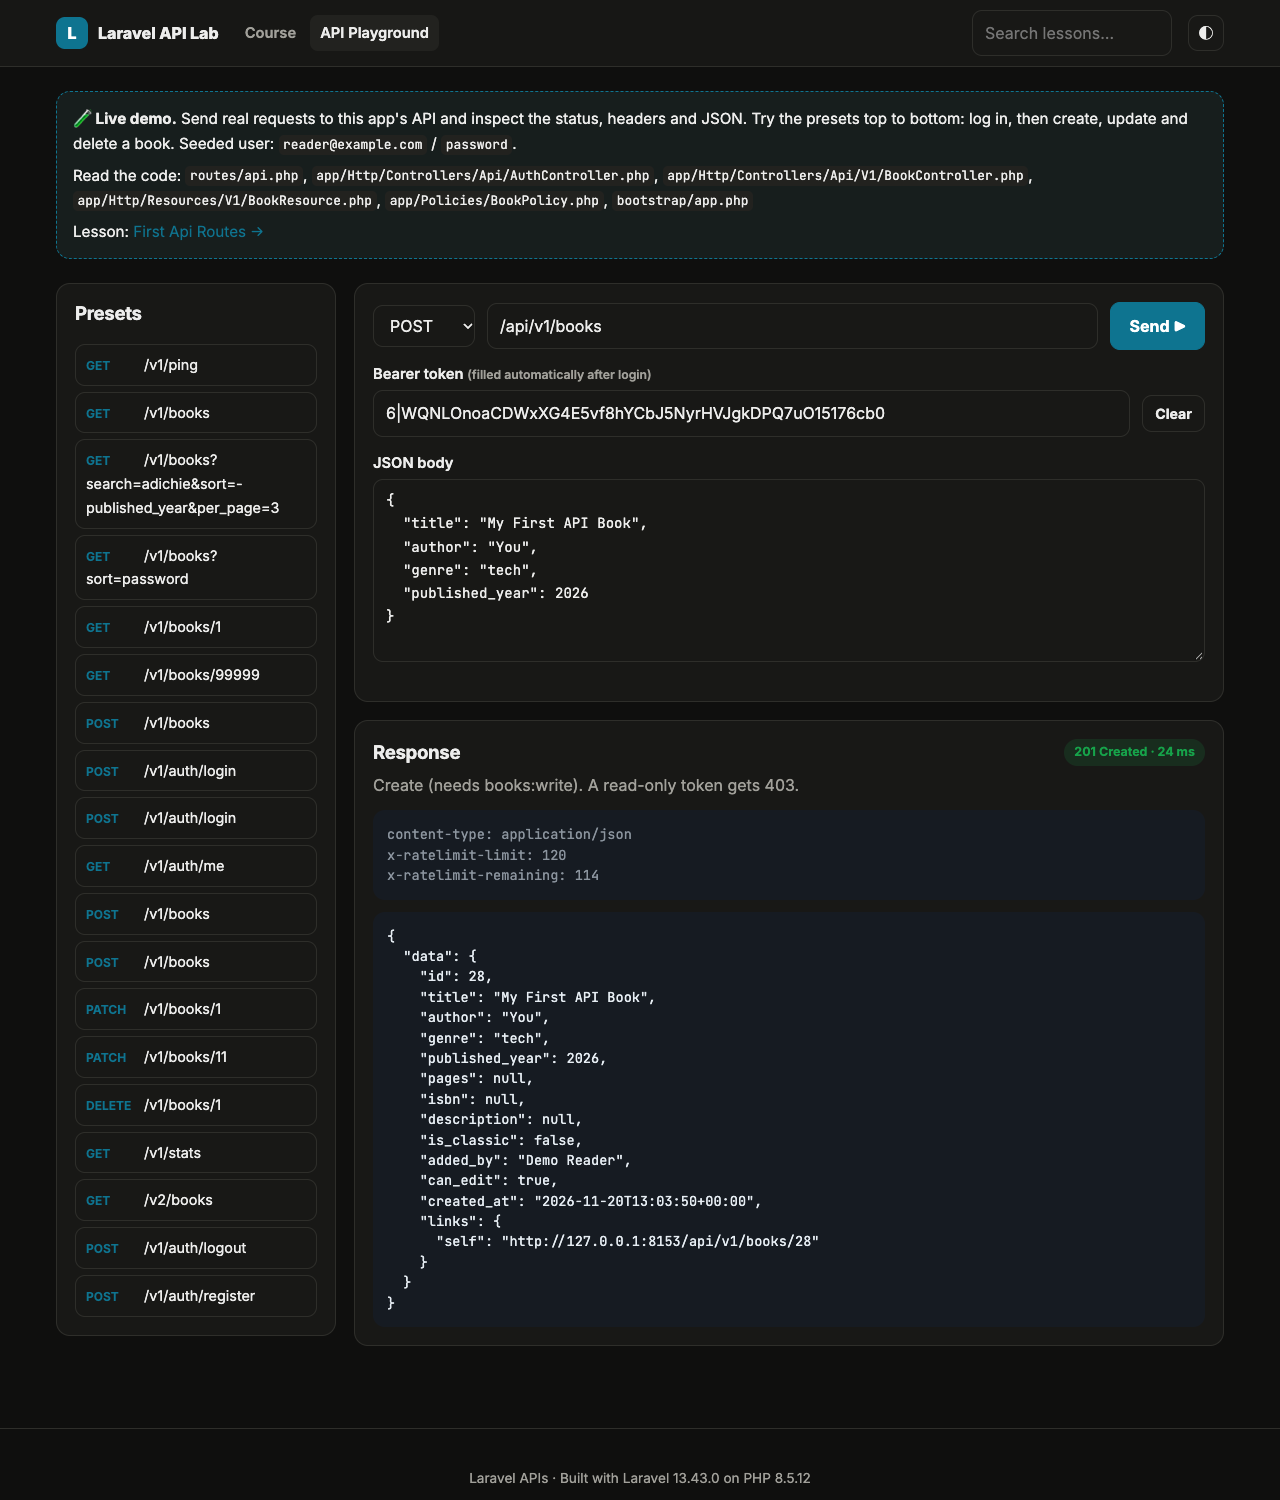 L Laravel API Lab Course API Playground Search lessons...
Live demo. Send real requests to this app's API and inspect the status, headers and JSON. Try the presets top to bottom: log in, then create, update and
delete a book. Seeded user: reader@example.com / password .
Read the code: routes/api.php , app/Http/Controllers/Api/AuthController.php , app/Http/Controllers/Api/V1/BookController.php ,
app/Http/Resources/V1/BookResource.php , app/Policies/BookPolicy.php , bootstrap/app.php
Lesson: First Api Routes →
Presets
GET /v1/ping
GET /v1/books
GET /v1/books?
search=adichie&sort=-
published_year&per_page=3
GET /v1/books?
sort=password
GET /v1/books/1
GET /v1/books/99999
POST /v1/books
POST /v1/auth/login
POST /v1/auth/login
GET /v1/auth/me
POST /v1/books
POST /v1/books
PATCH /v1/books/1
PATCH /v1/books/11
DELETE /v1/books/1
GET /v1/stats
GET /v2/books
POST /v1/auth/logout
POST /v1/auth/register
POST /api/v1/books Send
Bearer token (filled automatically after login)
6|WQNLOnoaCDWxXG4E5vf8hYCbJ5NyrHVJgkDPQ7uO15176cb0 Clear
JSON body
{
"title": "My First API Book",
"author": "You",
"genre": "tech",
"published_year": 2026
}
Response 201 Created · 24 ms
Create (needs books:write). A read-only token gets 403.
content-type: application/json
x-ratelimit-limit: 120
x-ratelimit-remaining: 114
{
"data": {
"id": 28,
"title": "My First API Book",
"author": "You",
"genre": "tech",
"published_year": 2026,
"pages": null,
"isbn": null,
"description": null,
"is_classic": false,
"added_by": "Demo Reader",
"can_edit": true,
"created_at": "2026-11-20T13:03:50+00:00",
"links": {
"self": "http://127.0.0.1:8153/api/v1/books/28"
}
}
}
Laravel APIs · Built with Laravel 13.43.0 on PHP 8.5.12